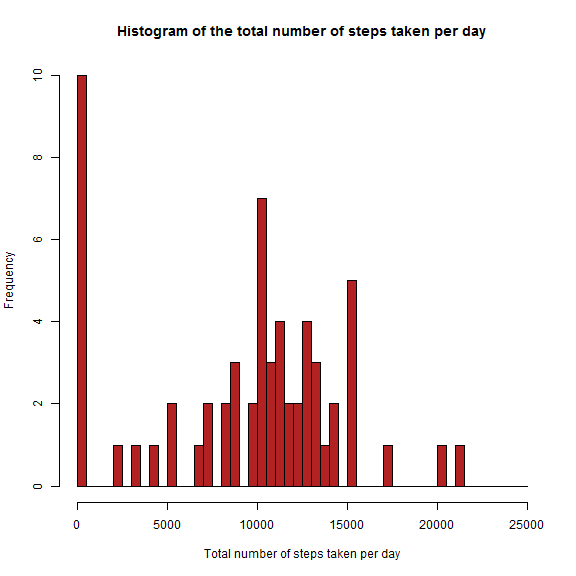 Histogram of the total number of steps taken per day
Frequency
10
8
6
4
2
0
0 5000 10000 15000 20000 25000
Total number of steps taken per day